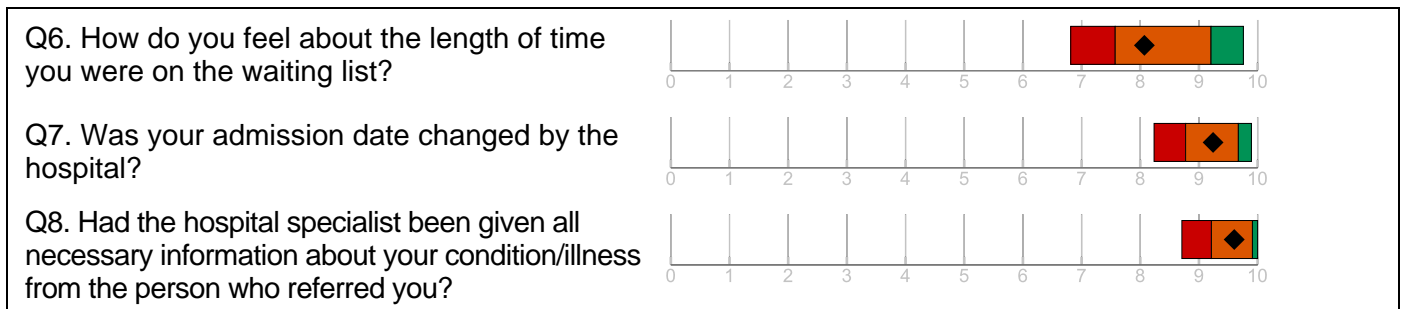 Q6. How do you feel about the length of time
you were on the waiting list?
0 1 2 3 4 5 6 7 8 9 10
Q7. Was your admission date changed by the
hospital?
0 1 2 3 4 5 6 7 8 9 10
Q8. Had the hospital specialist been given all
necessary information about your condition/illness
from the person who referred you?
0 1 2 3 4 5 6 7 8 9 10